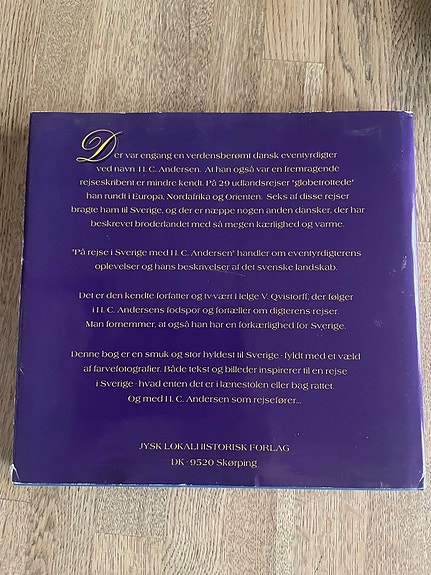 Der var engang en verdensberømt dansk eventyrdigter
ved navn H. C. Andersen. At han også var en fremragende
rejseskribent er mindre kendt. På 29 udlandsrejser "globetrottede"
han rundt i Europa, Nordafrika og Orienten. Seks af disse rejser
bragte ham til Sverige, og der er næppe nogen anden dansker, der har
beskrevet broderlandet med så megen kærlighed og varme.
"På rejse i Sverige med H. C. Andersen" handler om eventyrdigterens
oplevelser og hans beskrivelser af det svenske landskab.
Det er den kendte forfatter og tv-vært Helge V. Qvistorff, der følger
i H. C. Andersens fodspor og fortæller om digterens rejser.
Man fornemmer, at også han har en forkærlighed for Sverige.
Denne bog er en smuk og stor hyldest til Sverige - fyldt med et væld
af farvefotografier. Både tekst og billeder inspirerer til en rejse
i Sverige - hvad enten det er i lænestolen eller bag rattet.
Og med H. C. Andersen som rejsefører...
JYSK LOKALHISTORISK FORLAG
DK - 9520 Skørping